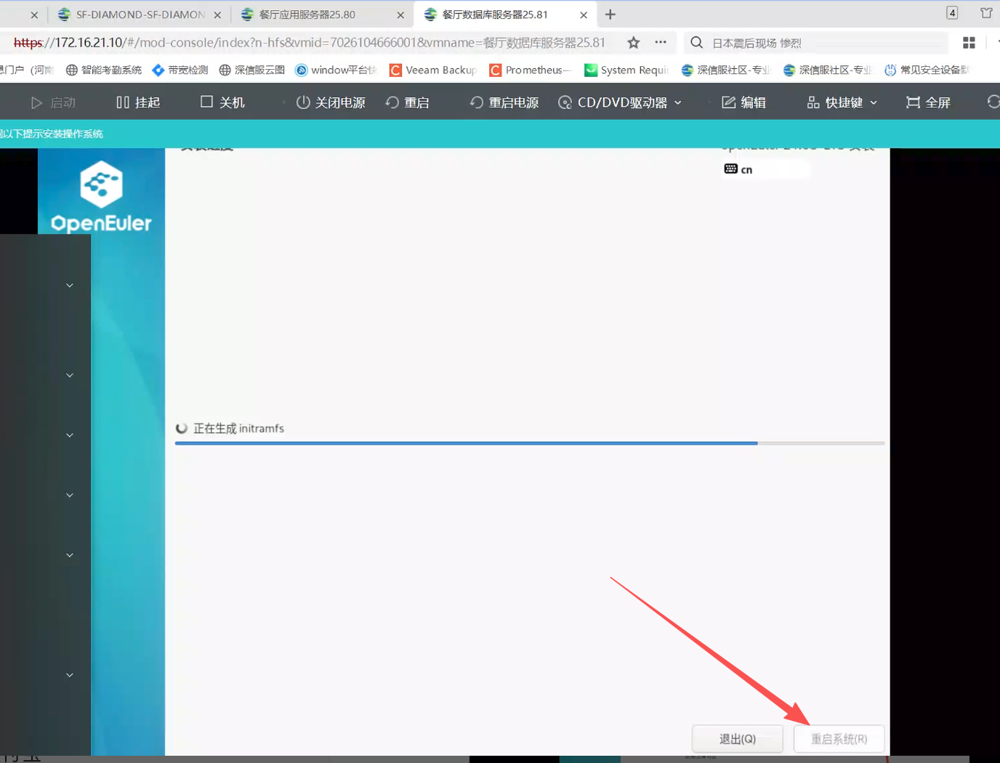 SF-DIAMOND-SF-DIAMON
餐厅应用服务器25.80
餐厅数据库服务器25.81
4
https://172.16.21.10/#/mod-console/index?n-hfs&vmid=7026104666001&vmname=餐厅数据库服务器25.81
日本震后现场 惨烈
门户（河南
智能考勤系统
带宽检测
深信服云图
window平台快
Veeam Backup
Prometheus—
System Requi
深信服社区-专业
深信服社区-专业
常见安全设备默
启动
挂起
关机
关闭电源
重启
重启电源
CD/DVD驱动器
编辑
快捷键
全屏
以下提示安装操作系统
OpenEuler
cn
正在生成 initramfs
退出(Q)
重启系统(R)